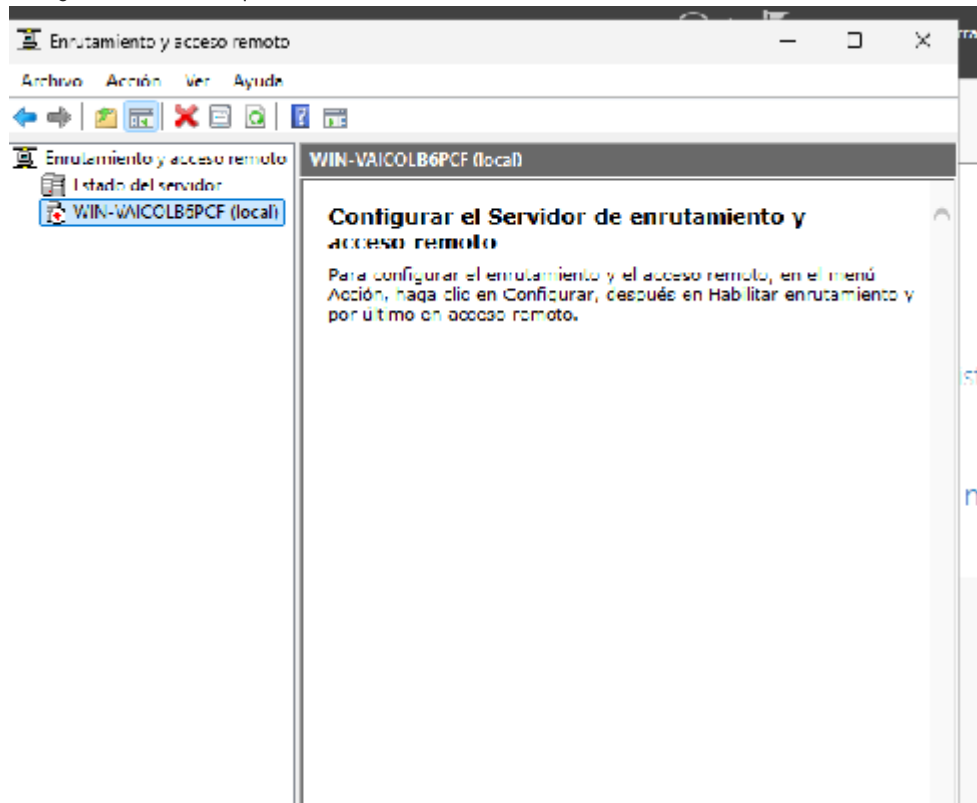 Enrutamiento y acceso remoto
Archivo Acción Ver Ayuda
Enrutamiento y acceso remoto
Estado del servidor
WIN-VAICOLB6PCF (local)
WIN-VAICOLB6PCF (local)
Configurar el Servidor de enrutamiento y
acceso remoto
Para configurar el enrutamiento y el acceso remoto, en el menú
Acción, haga clic en Configurar, después en Habilitar enrutamiento y
por último en acceso remoto.